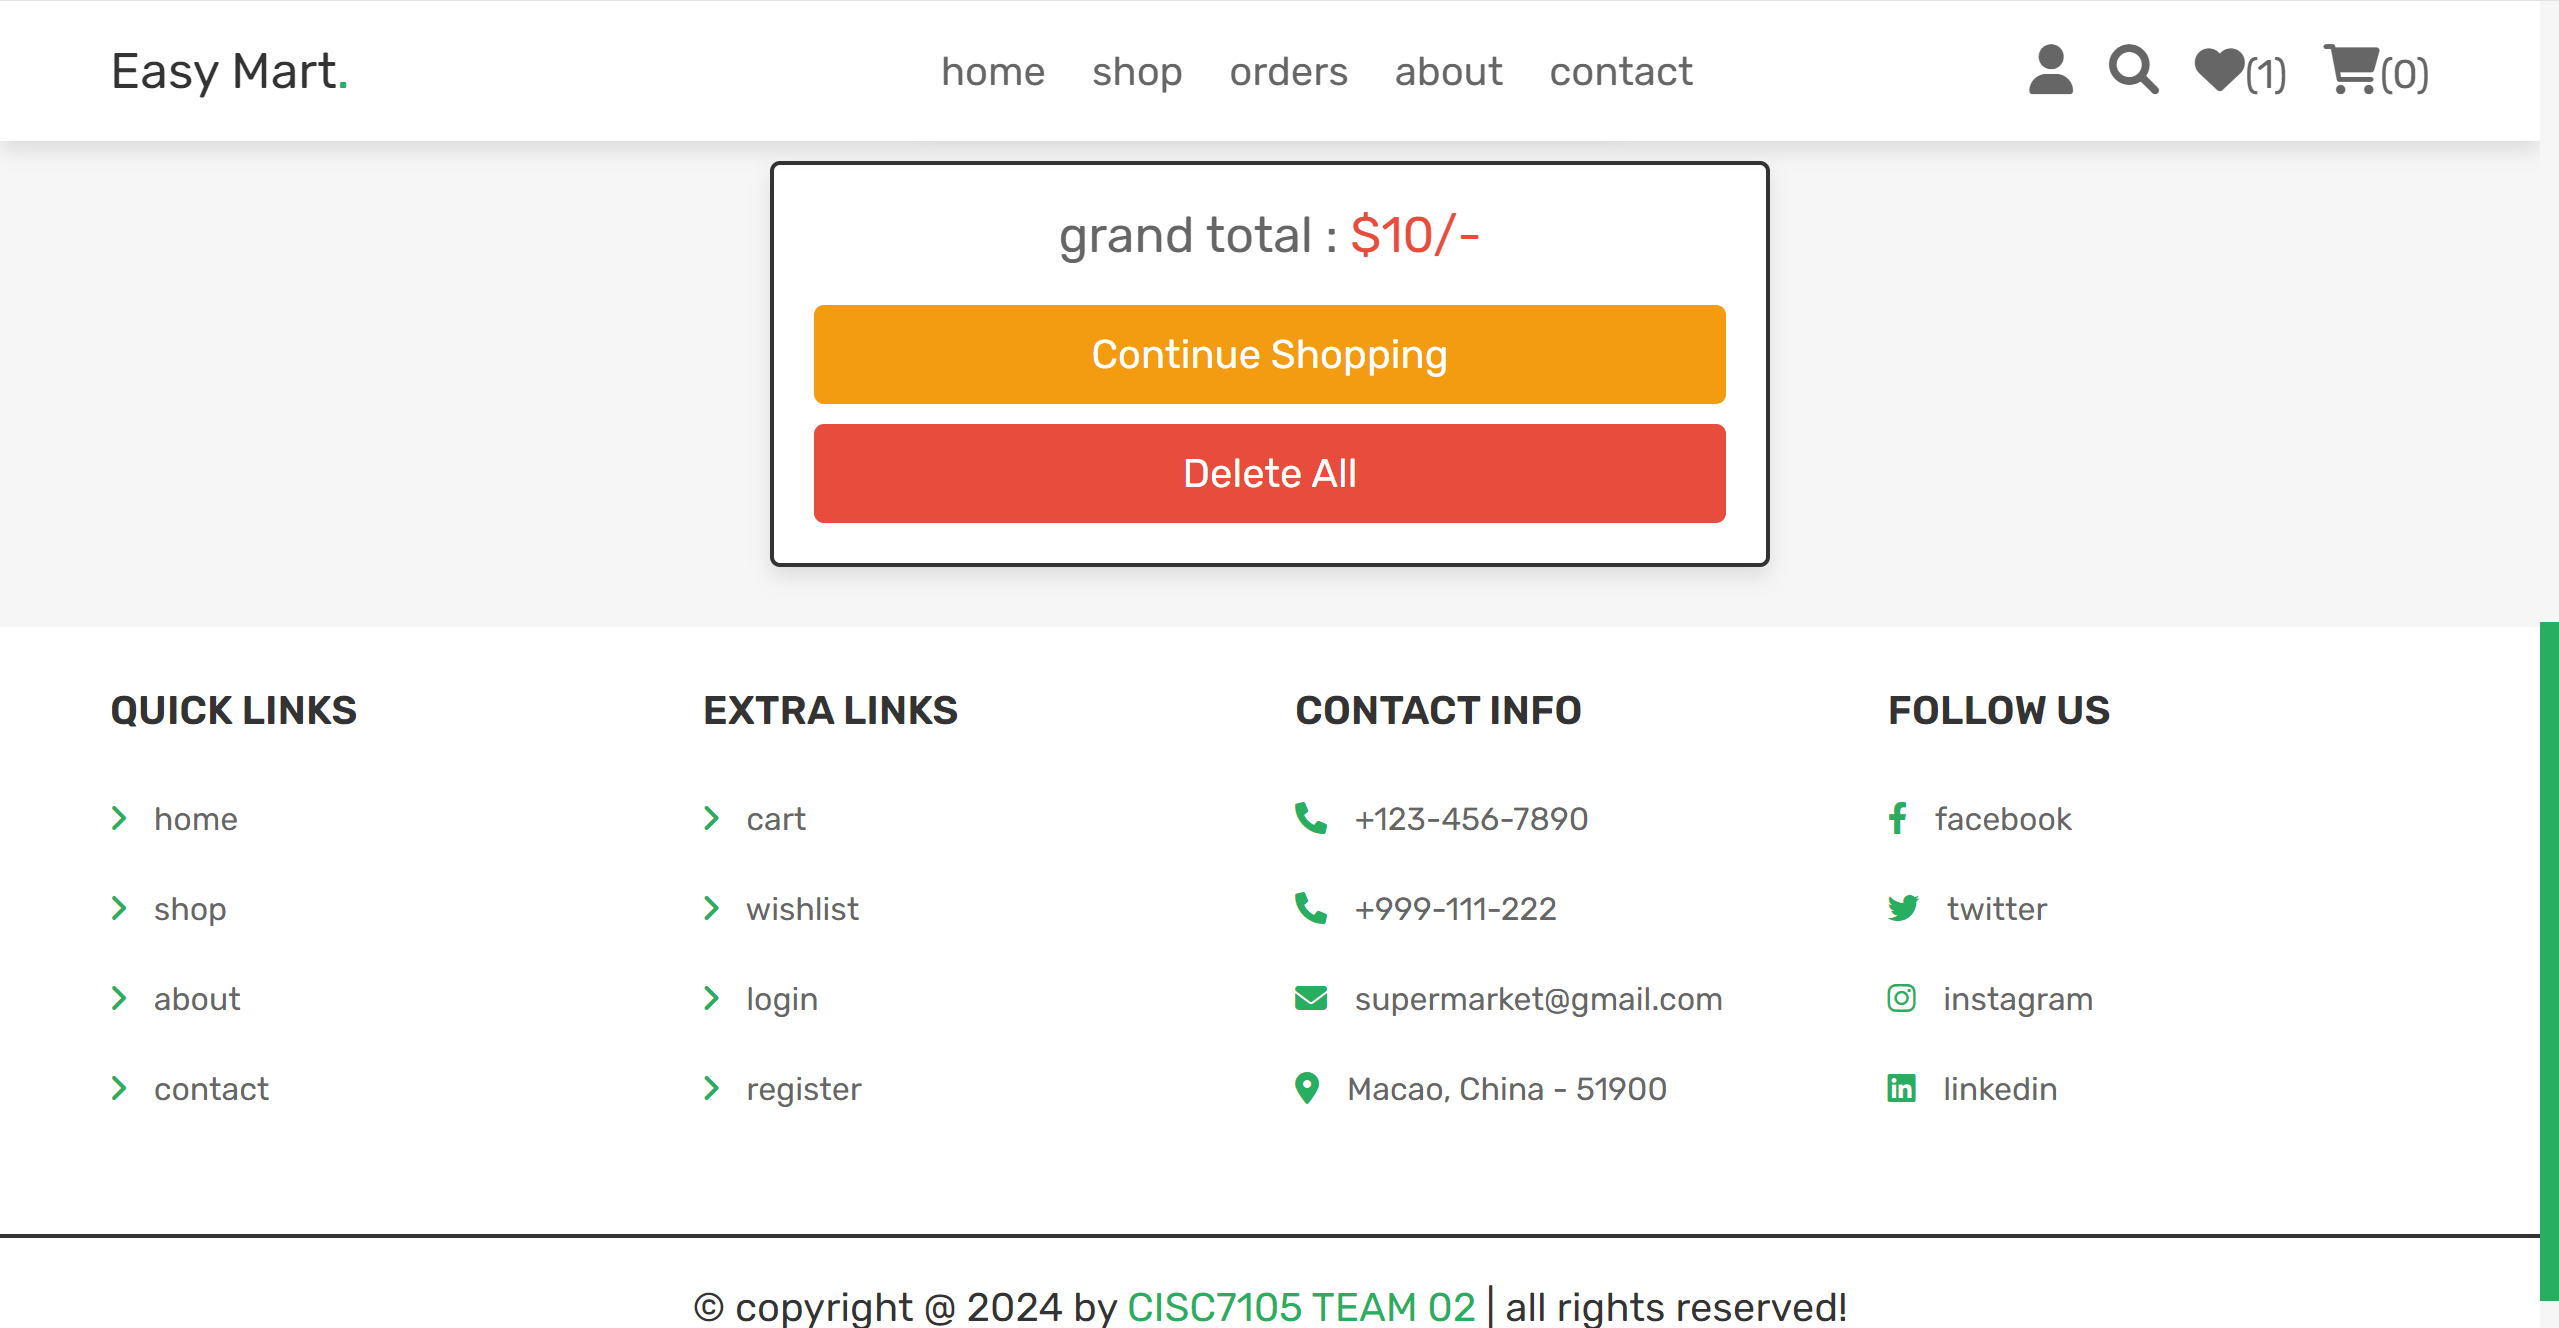 Easy Mart. home shop orders about contact (1) (0)
grand total : $10/-
Continue Shopping
Delete All
QUICK LINKS EXTRA LINKS CONTACT INFO FOLLOW US
home cart +123-456-7890 facebook
shop wishlist +999-111-222 twitter
about login supermarket@gmail.com instagram
contact register Macao, China - 51900 linkedin
© copyright @ 2024 by CISC7105 TEAM 02 | all rights reserved!